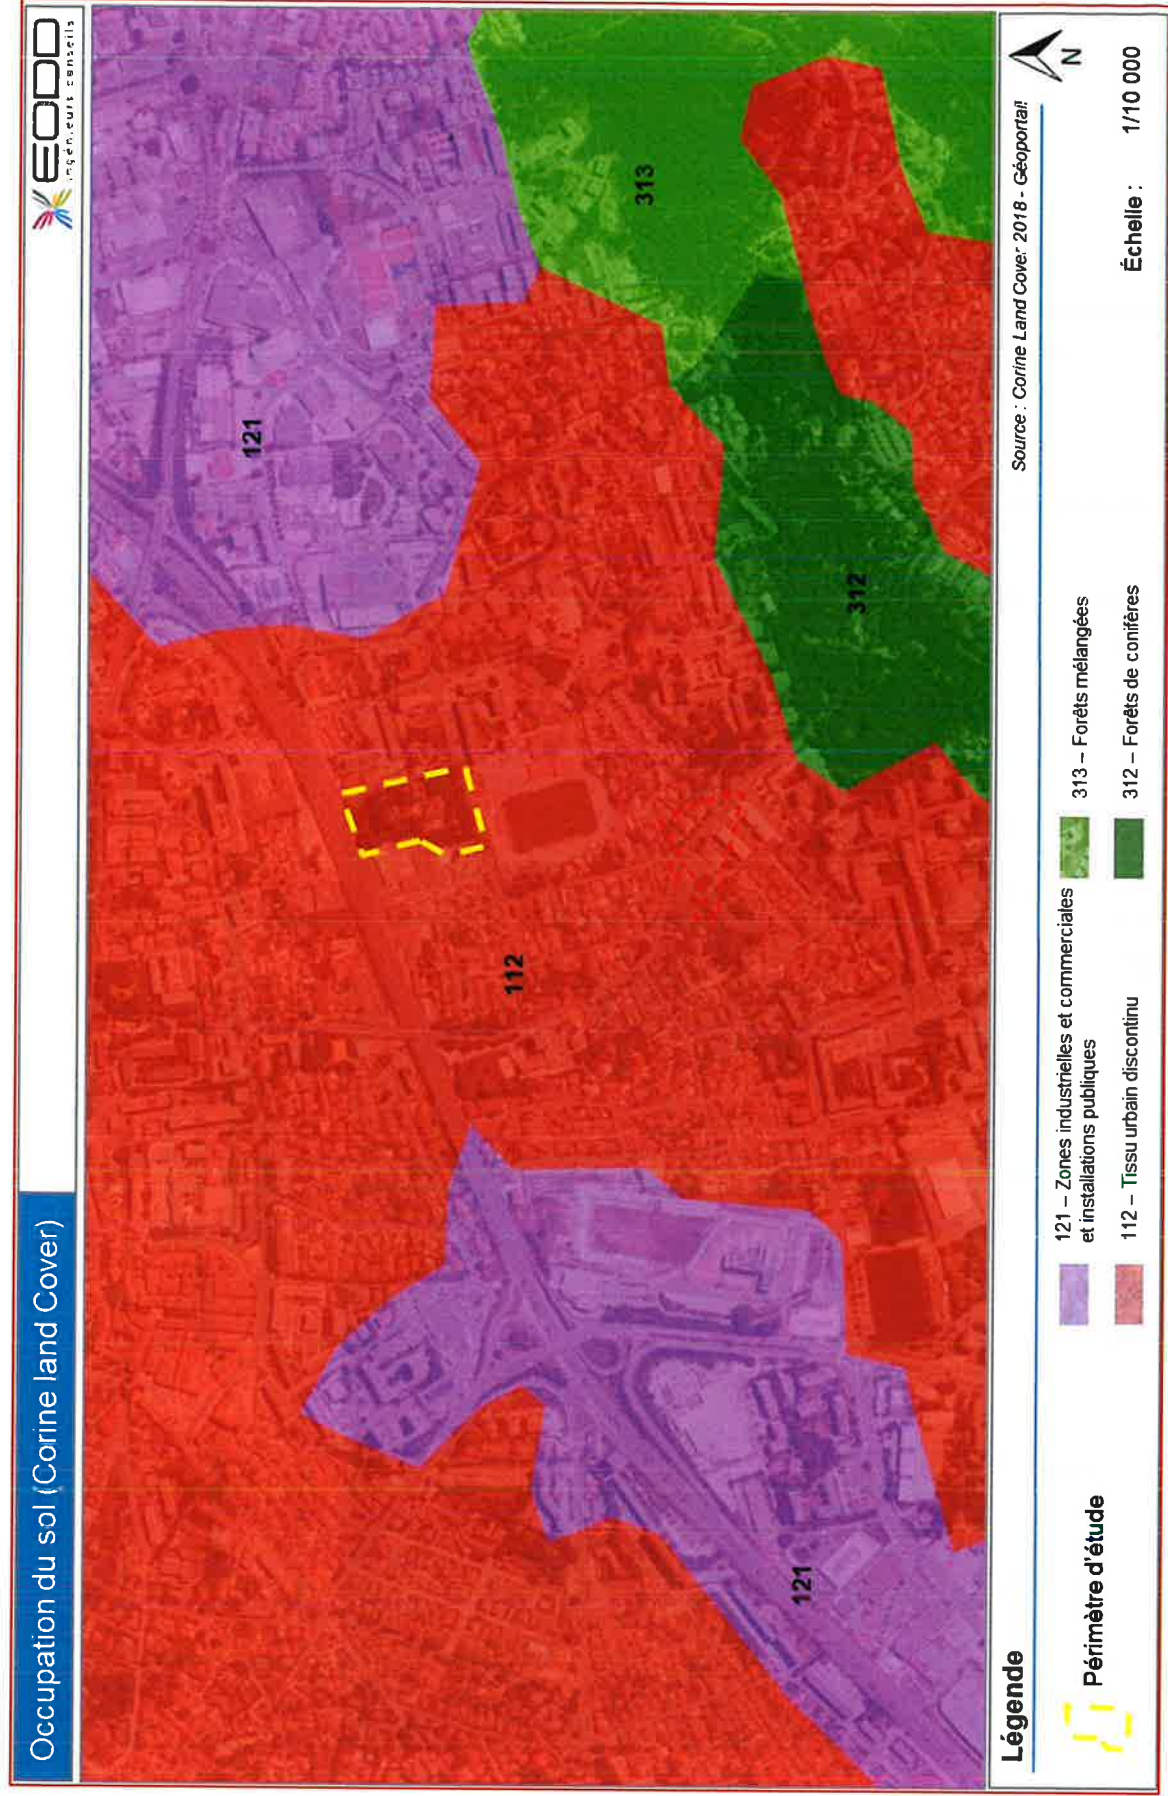 Occupation du sol (Corine land Cover)
EODD
ingénieurs conseils
121
313
112
312
121
Légende
Source : Corine Land Cover 2018 - Géoportail
Périmètre d'étude
121 – Zones industrielles et commerciales
et installations publiques
112 – Tissu urbain discontinu
313 – Forêts mélangées
312 – Forêts de conifères
N
Échelle :
1/10 000